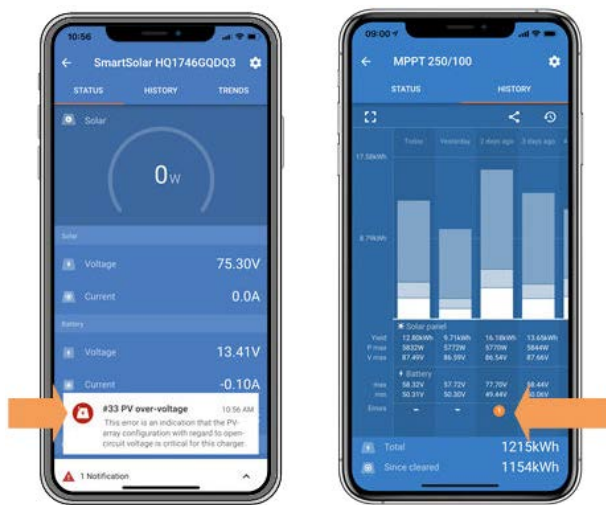 10:56
SmartSolar HQ1746GQDQ3
STATUS HISTORY TRENDS
Solar
0W
Solar
Voltage 75.30V
Current 0.0A
Battery
Voltage 13.41V
Current -0.10A
#33 PV over-voltage 10:56 AM
This error is an indication that the PV-
array configuration with regard to open-
circuit voltage is critical for this charger.
1 Notification
09:00
MPPT 250/100
STATUS HISTORY
Today Yesterday 2 days ago 3 days ago
17.58kWh
8.79kWh
Solar panel
Yield 12.80kWh 9.71kWh 16.18kWh 13.65kWh
P max 5832W 5772W 5770W 5844W
V max 87.49V 86.59V 86.54V 87.66V
Battery
max 58.32V 57.72V 77.70V 58.44V
min 50.31V 50.30V 49.44V
Errors - - 1
Total 1215kWh
Since cleared 1154kWh